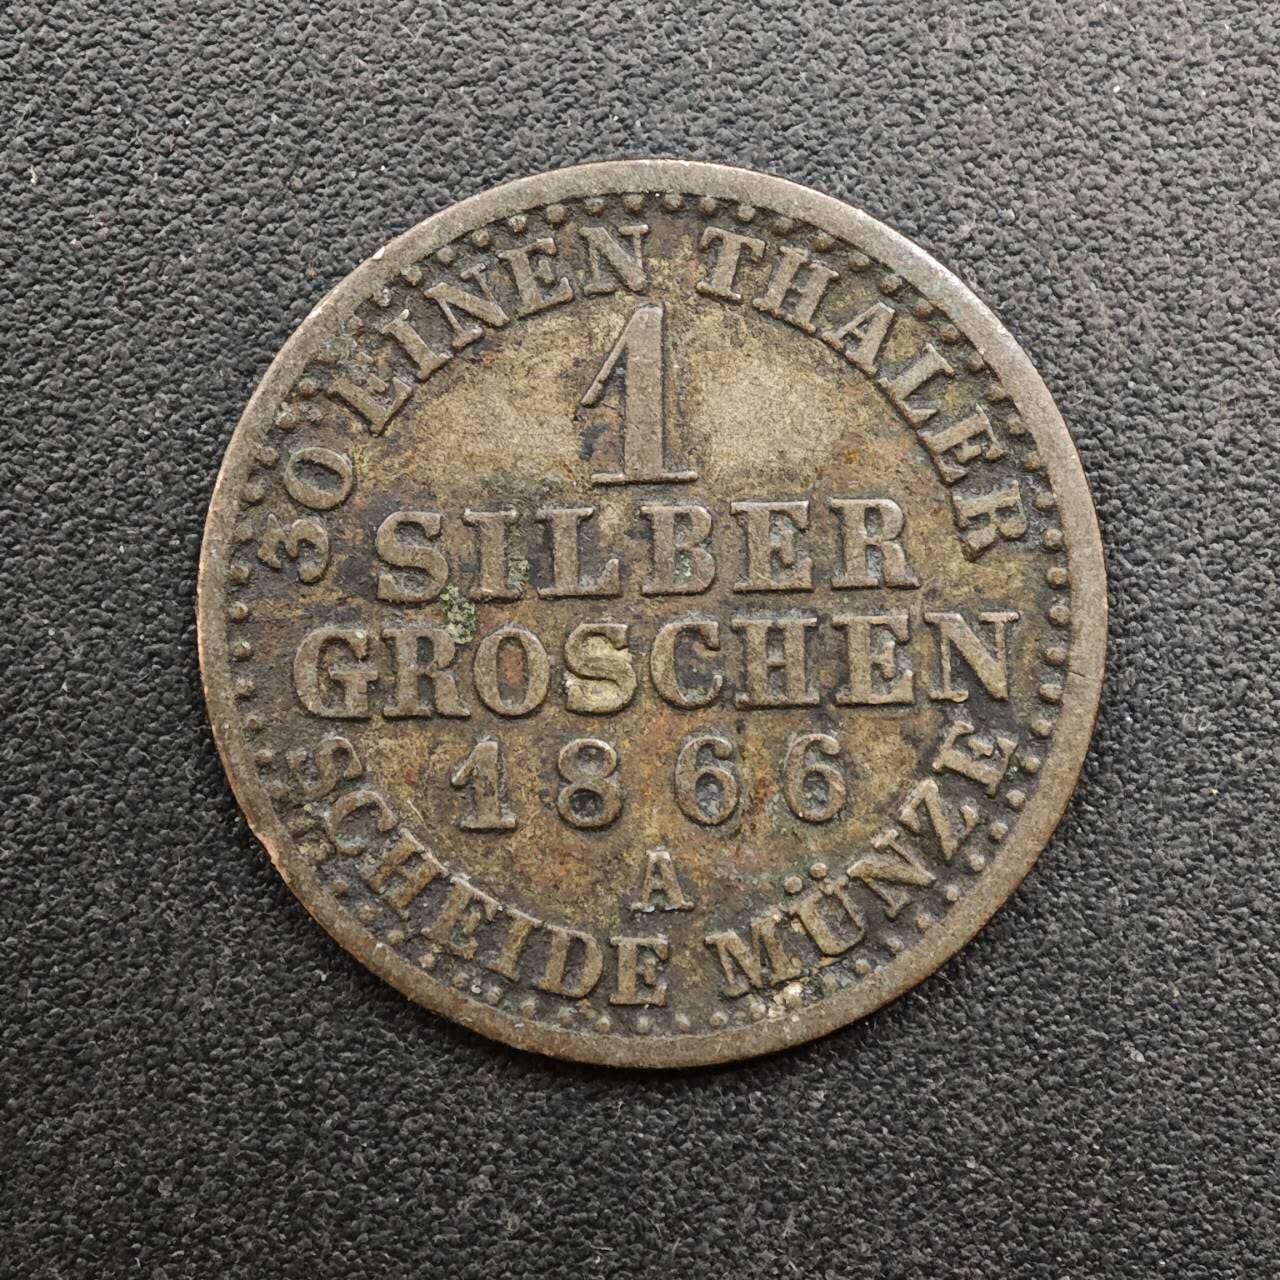 30 EINEN THALER
1
SILBER
GROSCHEN
1866
A
SCHEIDE MÜNZE